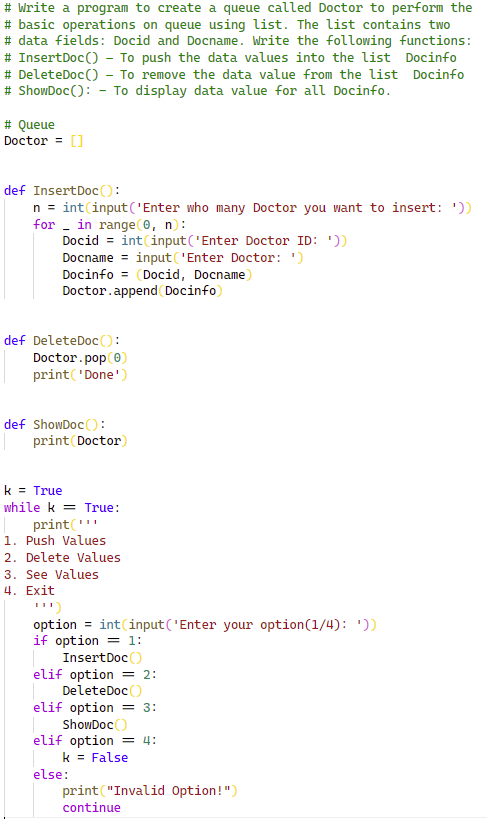 # Write a program to create a queue called Doctor to perform the
# basic operations on queue using list. The list contains two
# data fields: Docid and Docname. Write the following functions:
# InsertDoc() – To push the data values into the list  Docinfo
# DeleteDoc() – To remove the data value from the list  Docinfo
# ShowDoc(): – To display data value for all Docinfo.

# Queue
Doctor = []


def InsertDoc():
    n = int(input('Enter who many Doctor you want to insert: '))
    for _ in range(0, n):
        Docid = int(input('Enter Doctor ID: '))
        Docname = input('Enter Doctor: ')
        Docinfo = (Docid, Docname)
        Doctor.append(Docinfo)


def DeleteDoc():
    Doctor.pop(0)
    print('Done')


def ShowDoc():
    print(Doctor)


k = True
while k == True:
    print('''
1. Push Values
2. Delete Values
3. See Values
4. Exit
    ''')
    option = int(input('Enter your option(1/4): '))
    if option == 1:
        InsertDoc()
    elif option == 2:
        DeleteDoc()
    elif option == 3:
        ShowDoc()
    elif option == 4:
        k = False
    else:
        print("Invalid Option!")
        continue